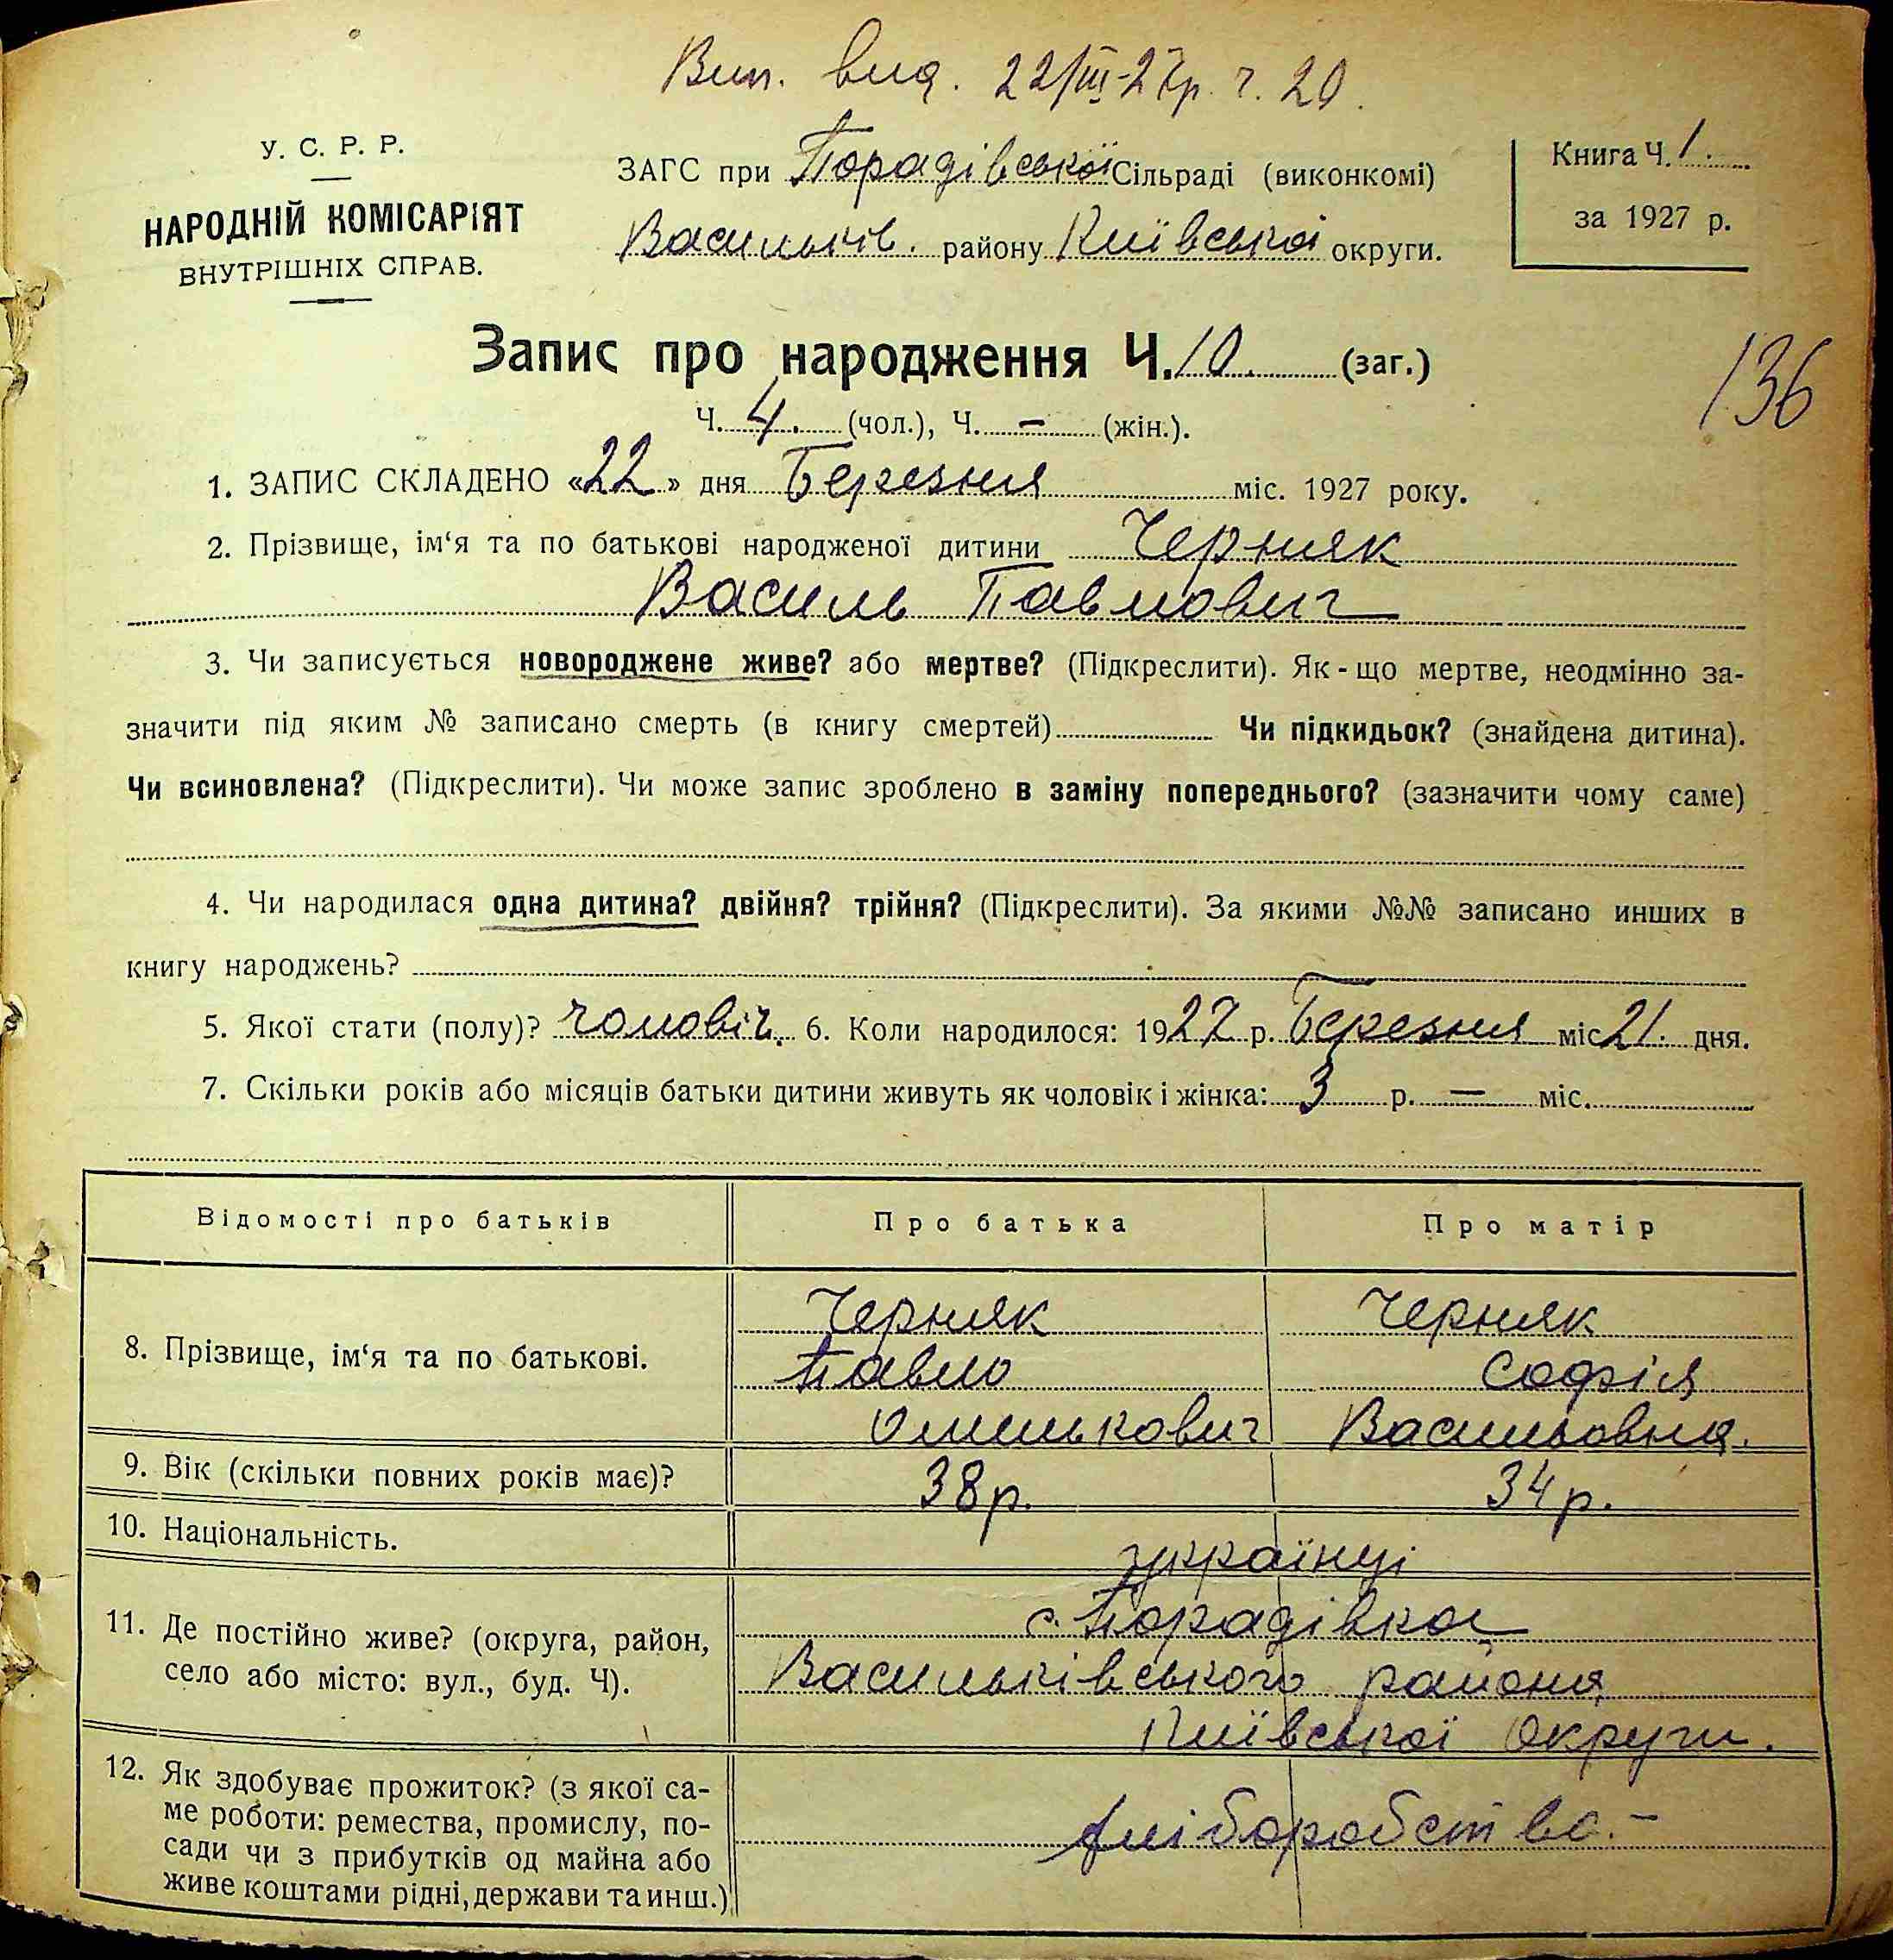 Вип. вид. 22/III-27р. ч. 20.
У. С. Р. Р.
НАРОДНІЙ КОМІСАРІЯТ
ВНУТРІШНІХ СПРАВ.
ЗАГС при Порадівської Сільраді (виконкомі)
Васильків. району Київської округи.
Книга Ч. 1.
за 1927 р.
Запис про народження Ч. 10. (заг.)
136
Ч. 4. (чол.), Ч. — (жін.).
1. ЗАПИС СКЛАДЕНО «22» дня Березня міс. 1927 року.
2. Прізвище, ім‘я та по батькові народженої дитини Черняк
Василь Павлович
3. Чи записується новороджене живе? або мертве? (Підкреслити). Як-що мертве, неодмінно за-
значити під яким № записано смерть (в книгу смертей) Чи підкидьок? (знайдена дитина).
Чи всиновлена? (Підкреслити). Чи може запис зроблено в заміну попереднього? (зазначити чому саме)
4. Чи народилася одна дитина? двійня? трійня? (Підкреслити). За якими №№ записано инших в
книгу народжень?
5. Якої стати (полу)? чоловіч. 6. Коли народилося: 1927 р. Березня міс 21. дня.
7. Скільки років або місяців батьки дитини живуть як чоловік і жінка: 3 р. — міс.
Відомості про батьків Про батька Про матір
8. Прізвище, ім‘я та по батькові.
Черняк
Павло
Черняк
Софія
Васильовна.
9. Вік (скільки повних років має)? 38р. 34р.
10. Національність. українці
11. Де постійно живе? (округа, район,
село або місто: вул., буд. Ч).
с. Порадівка
Васильківського района
Київської Округи.
12. Як здобуває прожиток? (з якої са-
ме роботи: ремества, промислу, по-
сади чи з прибутків од майна або
живе коштами рідні, держави та инш.)
хліборобство.-